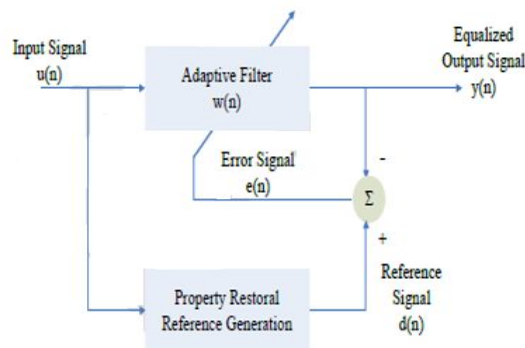 Input Signal
u(n)
Adaptive Filter
w(n)
Equalized
Output Signal
y(n)
Error Signal
e(n)
-
Σ
+
Property Restoral
Reference Generation
Reference
Signal
d(n)